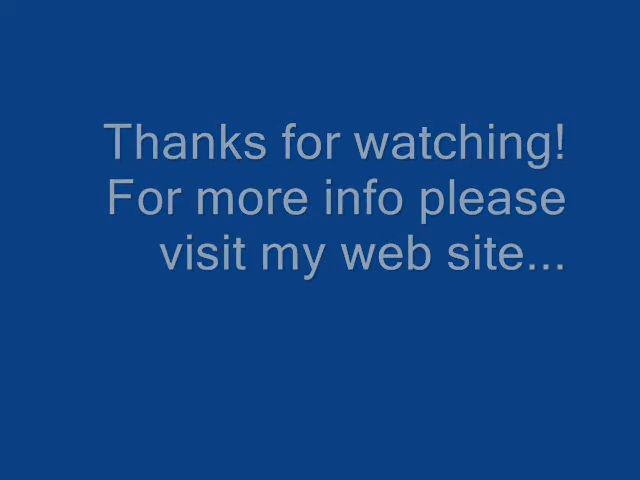 Thanks for watching!
For more info please
visit my web site...